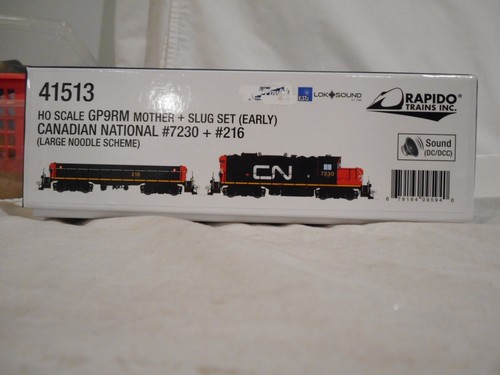 41513
HO SCALE GP9RM MOTHER + SLUG SET (EARLY)
CANADIAN NATIONAL #7230 + #216
(LARGE NOODLE SCHEME)
LOKSOUND
RAPIDO
TRAINS INC.
Sound
(DC/DCC)
216
CN
7230